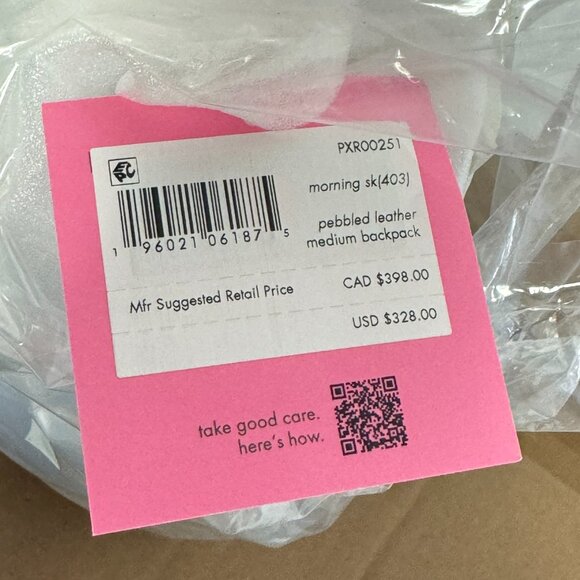 PXR00251
morning sk(403)
1 96021 06187 5
pebbled leather
medium backpack
Mfr Suggested Retail Price
CAD $398.00
USD $328.00
take good care.
here's how.